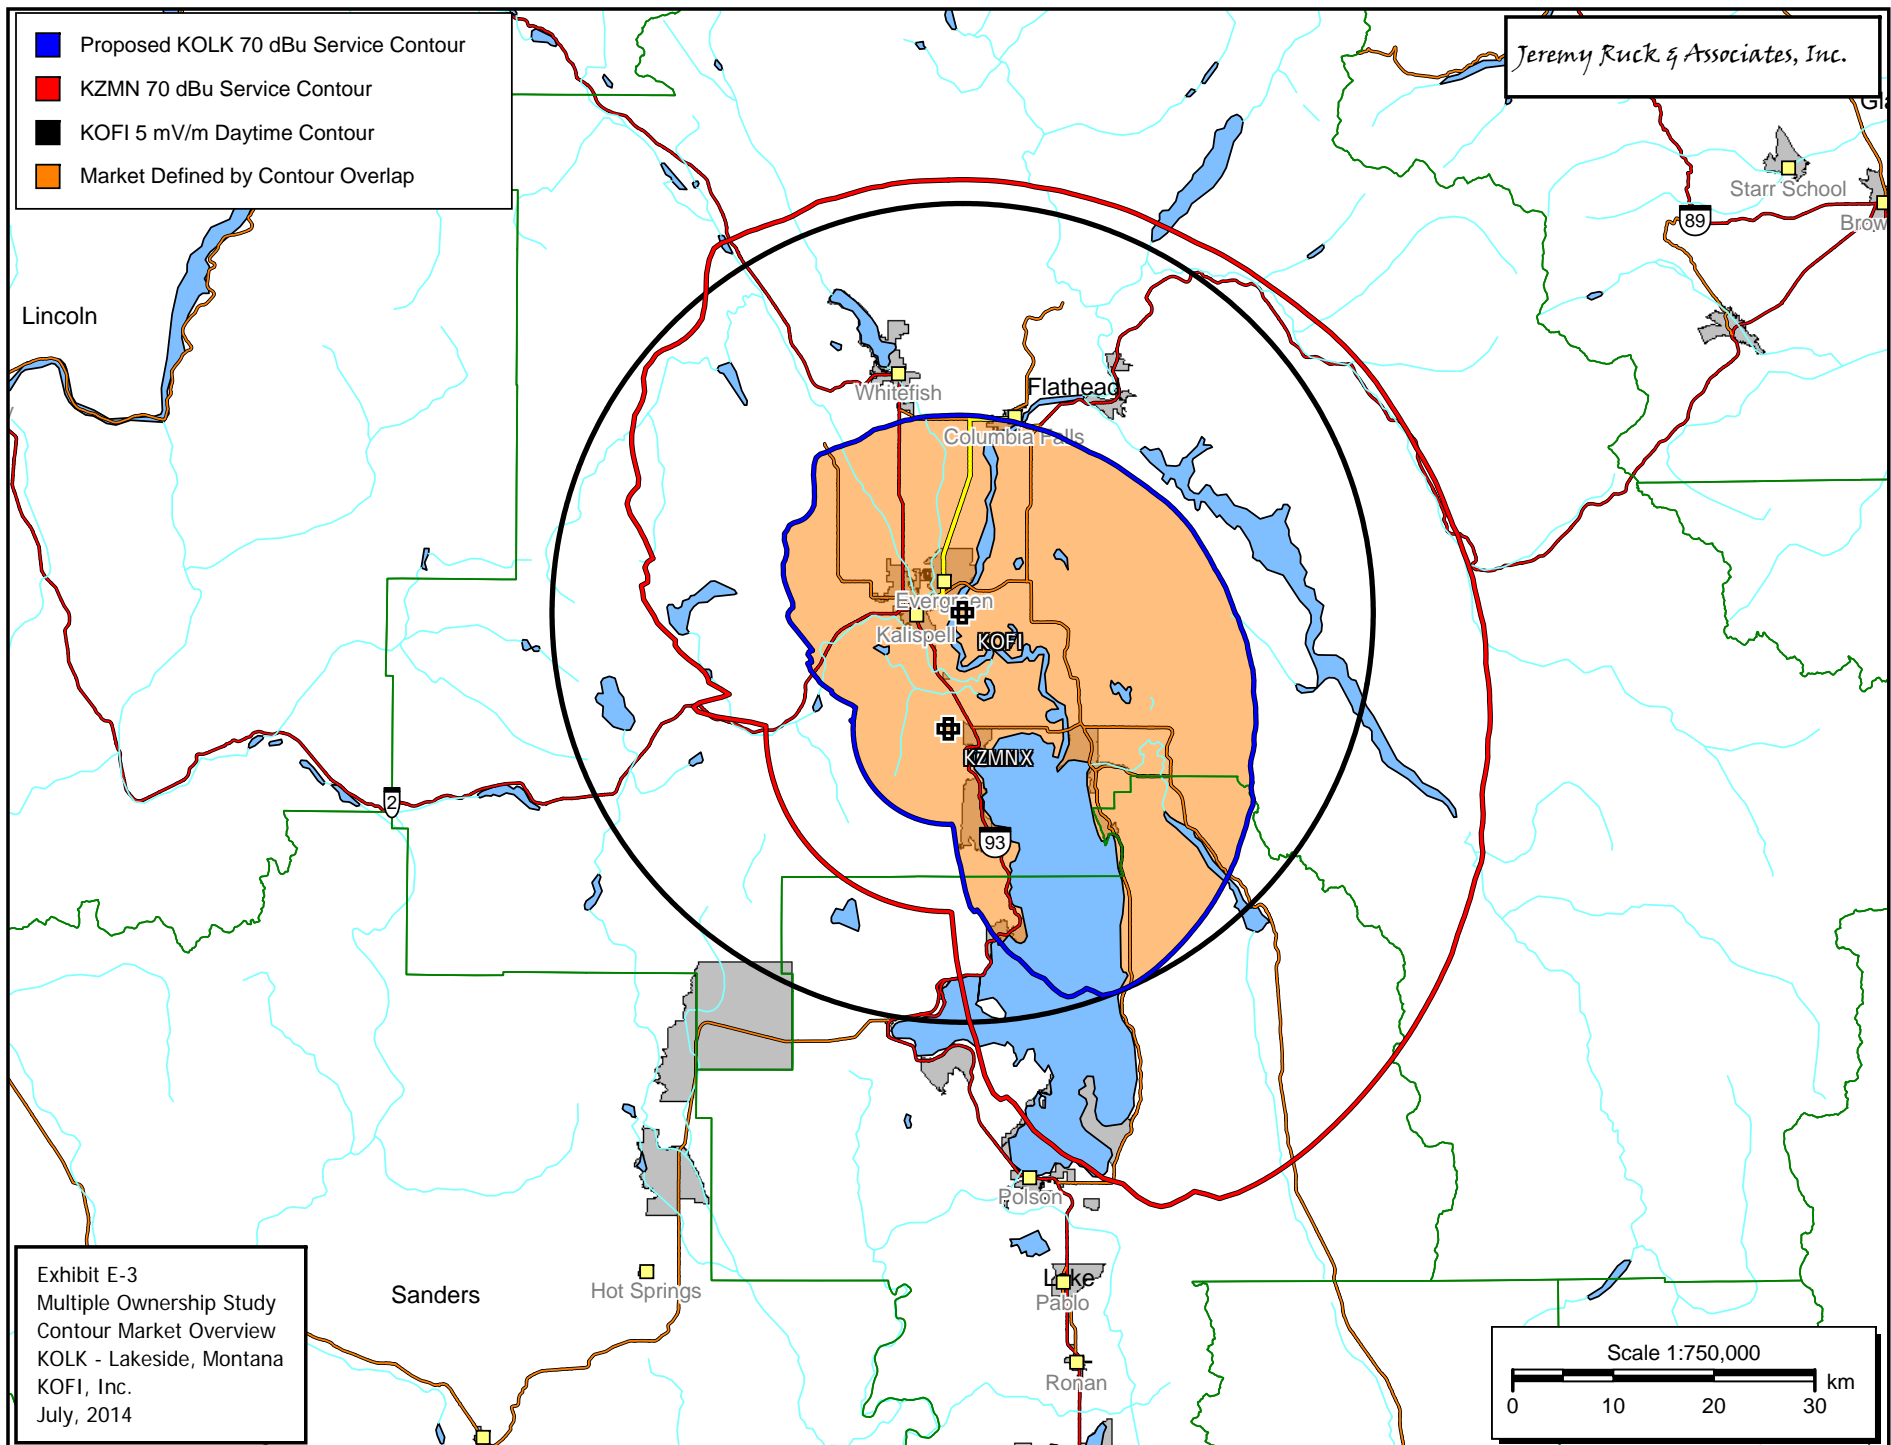 Proposed KOLK 70 dBu Service Contour
KZMN 70 dBu Service Contour
KOFI 5 mV/m Daytime Contour
Market Defined by Contour Overlap
Jeremy Ruck & Associates, Inc.
Starr School
89
Brow
Lincoln
Whitefish
Flathead
Columbia Falls
Evergreen
Kalispell
KOFI
KZMNX
2
93
Polson
Hot Springs
Sanders
Lake
Pablo
Ronan
Exhibit E-3
Multiple Ownership Study
Contour Market Overview
KOLK - Lakeside, Montana
KOFI, Inc.
July, 2014
Scale 1:750,000
km
0 10 20 30